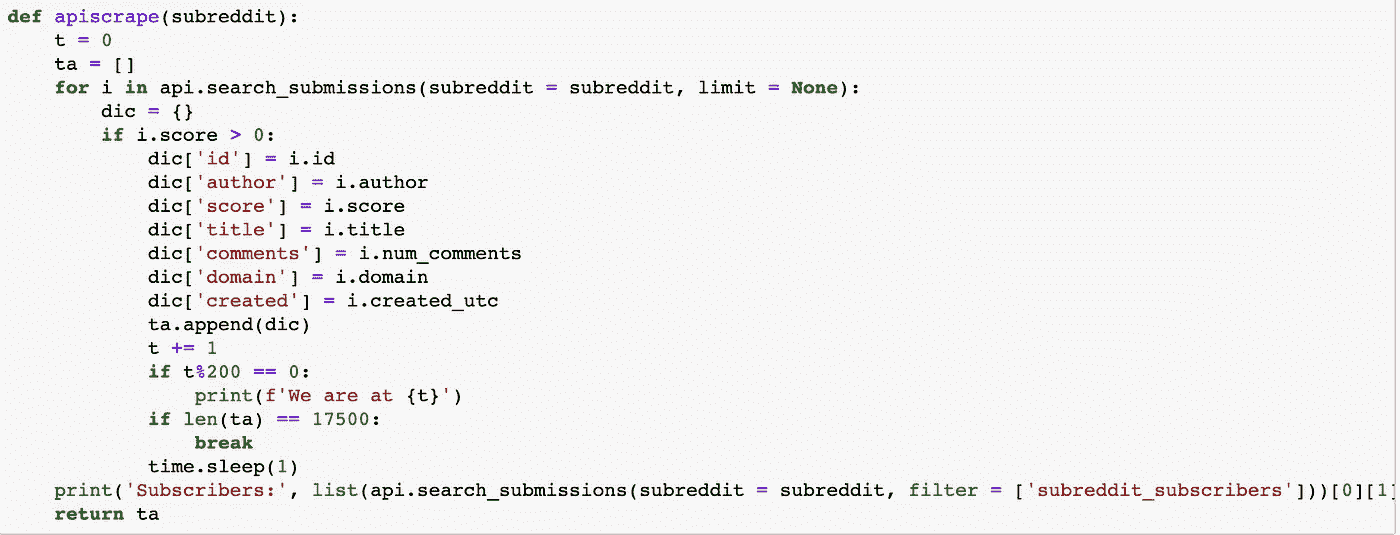 def apiscrape(subreddit):
    t = 0
    ta = []
    for i in api.search_submissions(subreddit = subreddit, limit = None):
        dic = {}
        if i.score > 0:
            dic['id'] = i.id
            dic['author'] = i.author
            dic['score'] = i.score
            dic['title'] = i.title
            dic['comments'] = i.num_comments
            dic['domain'] = i.domain
            dic['created'] = i.created_utc
            ta.append(dic)
            t += 1
            if t%200 == 0:
                print(f'We are at {t}')
            if len(ta) == 17500:
                break
            time.sleep(1)
    print('Subscribers:', list(api.search_submissions(subreddit = subreddit, filter = ['subreddit_subscribers']))[0][1]
    return ta